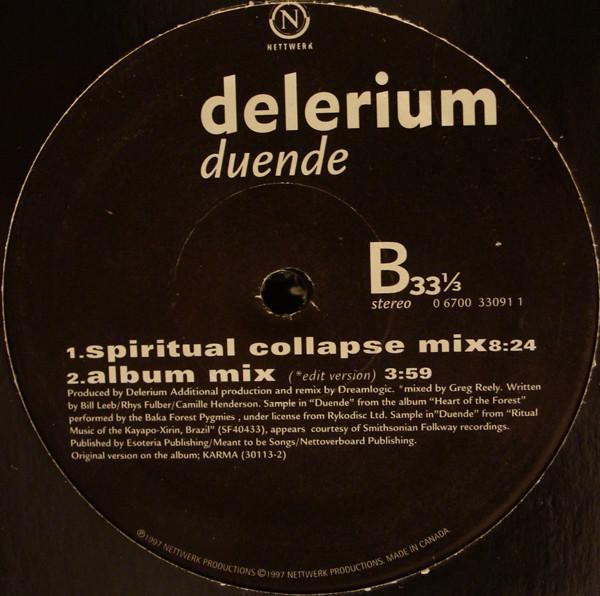 N
NETTWERK
delerium
duende
B33⅓
stereo 0 6700 33091 1
1.spiritual collapse mix8:24
2.album mix (*edit version) 3:59
Produced by Delerium Additional production and remix by Dreamlogic. *mixed by Greg Reely. Written
by Bill Leeb/Rhys Fulber/Camille Henderson. Sample in "Duende" from the album "Heart of the Forest"
performed by the Baka Forest Pygmies , under license from Rykodisc Ltd. Sample in"Duende" from "Ritual
Music of the Kayapo-Xirin, Brazil" (SF40433), appears courtesy of Smithsonian Folkway recordings.
Published by Esoteria Publishing/Meant to be Songs/Nettoverboard Publishing.
Original version on the album; KARMA (30113-2)
℗1997 NETTWERK PRODUCTIONS ©1997 NETTWERK PRODUCTIONS. MADE IN CANADA